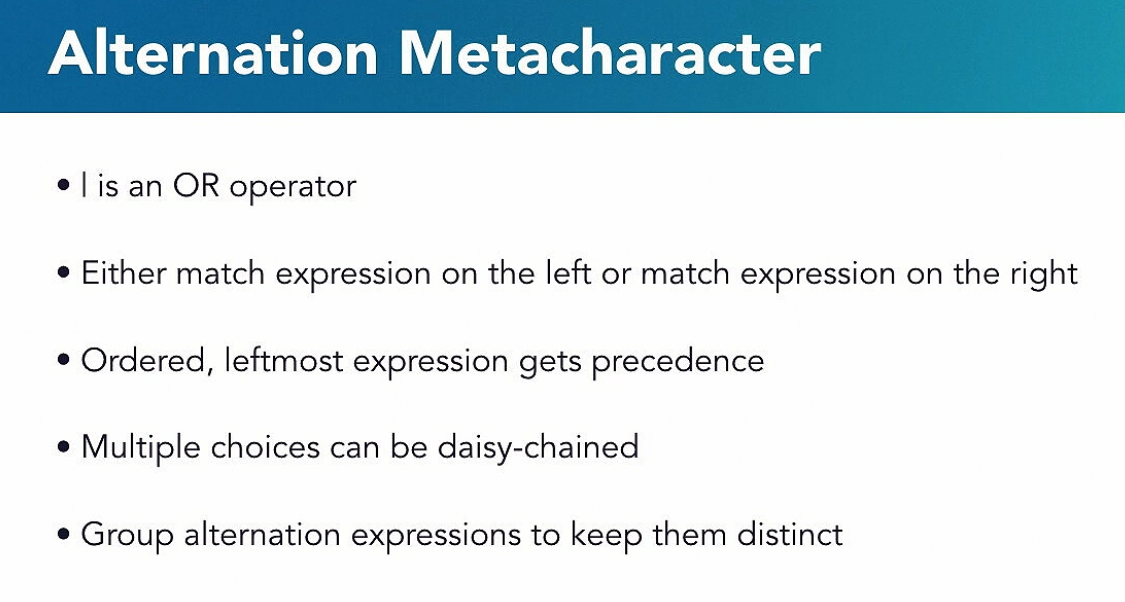 Alternation Metacharacter
• | is an OR operator
• Either match expression on the left or match expression on the right
• Ordered, leftmost expression gets precedence
• Multiple choices can be daisy-chained
• Group alternation expressions to keep them distinct